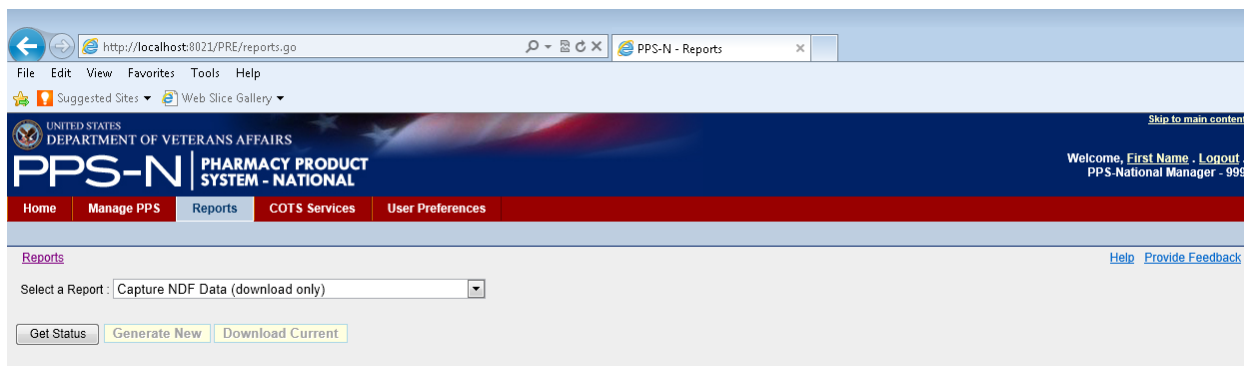 http://localhost:8021/PRE/reports.go
PPS-N - Reports
File Edit View Favorites Tools Help
Suggested Sites Web Slice Gallery
Skip to main content
UNITED STATES
DEPARTMENT OF VETERANS AFFAIRS
PPS-N PHARMACY PRODUCT
SYSTEM - NATIONAL
Welcome, First Name . Logout .
PPS-National Manager - 999
Home Manage PPS Reports COTS Services User Preferences
Reports Help Provide Feedback
Select a Report : Capture NDF Data (download only)
Get Status Generate New Download Current